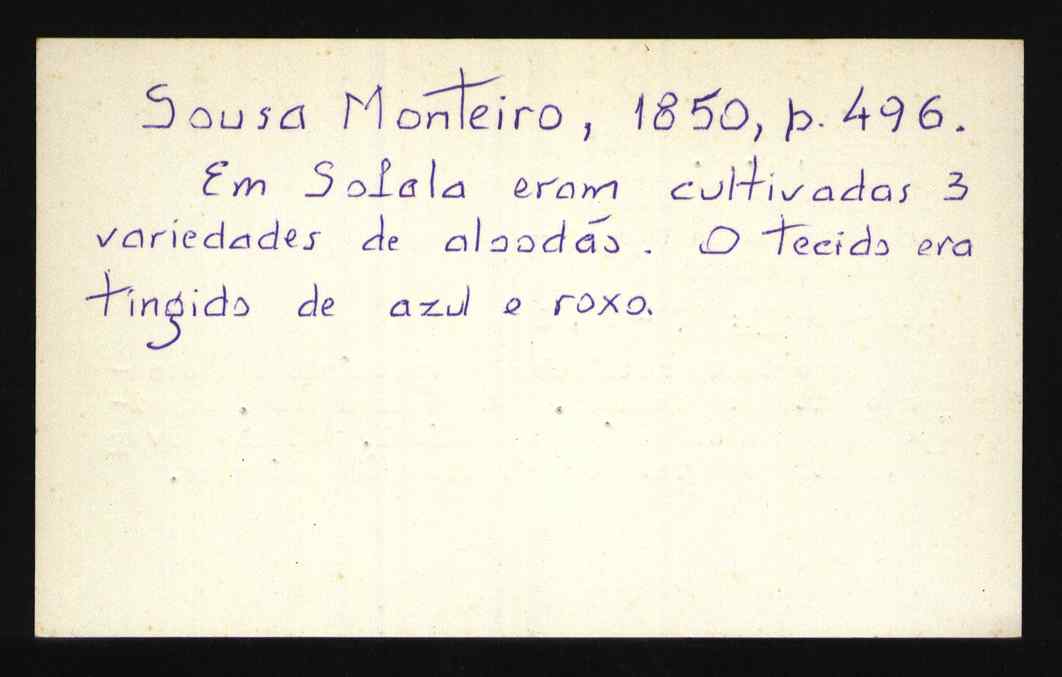 Sousa Monteiro, 1850, p. 496.
Em Sofala eram cultivadas 3
variedades de algodão. O tecido era
tingido de azul e roxo.